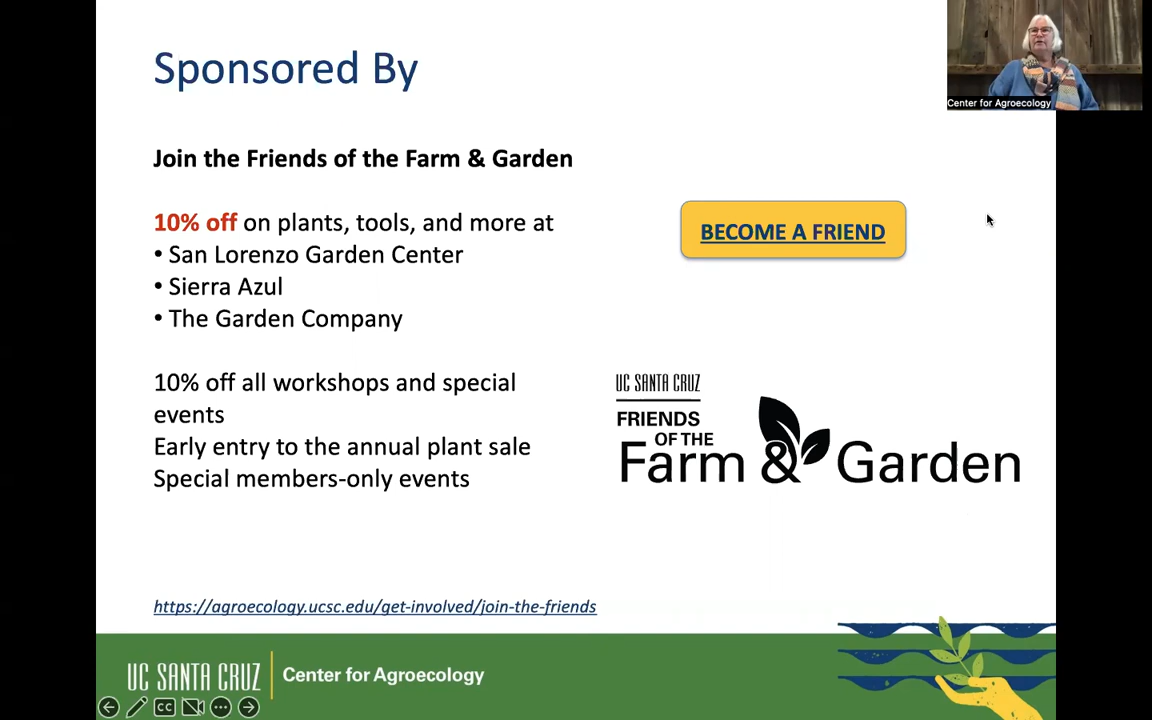 Sponsored By
Center for Agroecology
Join the Friends of the Farm & Garden
10% off on plants, tools, and more at
• San Lorenzo Garden Center
• Sierra Azul
• The Garden Company
BECOME A FRIEND
10% off all workshops and special
events
Early entry to the annual plant sale
Special members-only events
UC SANTA CRUZ
FRIENDS
OF THE
Farm & Garden
https://agroecology.ucsc.edu/get-involved/join-the-friends
UC SANTA CRUZ
Center for Agroecology
CC